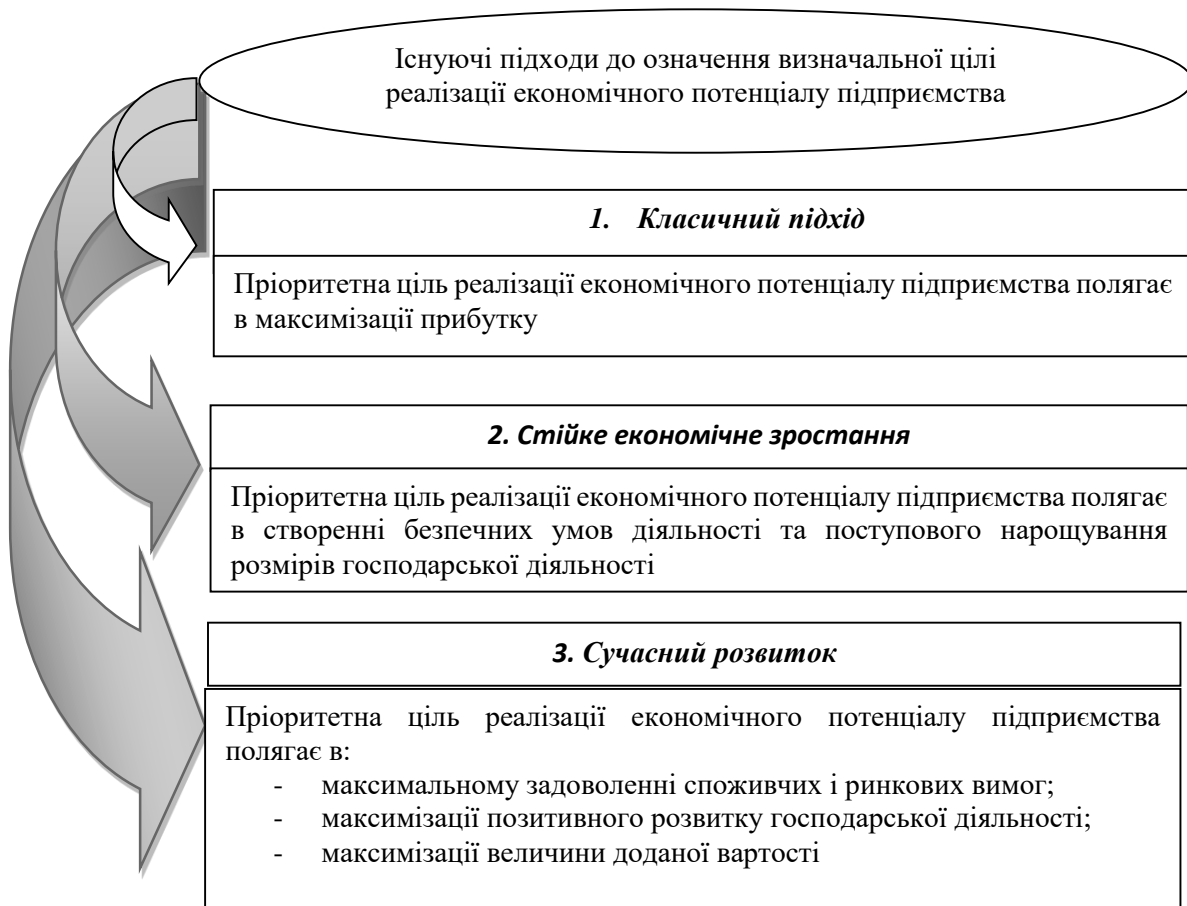 Існуючі підходи до означення визначальної цілі
реалізації економічного потенціалу підприємства
1. Класичний підхід
Пріоритетна ціль реалізації економічного потенціалу підприємства полягає
в максимізації прибутку
2. Стійке економічне зростання
Пріоритетна ціль реалізації економічного потенціалу підприємства полягає
в створенні безпечних умов діяльності та поступового нарощування
розмірів господарської діяльності
3. Сучасний розвиток
Пріоритетна ціль реалізації економічного потенціалу підприємства
полягає в:
- максимальному задоволенні споживчих і ринкових вимог;
- максимізації позитивного розвитку господарської діяльності;
- максимізації величини доданої вартості